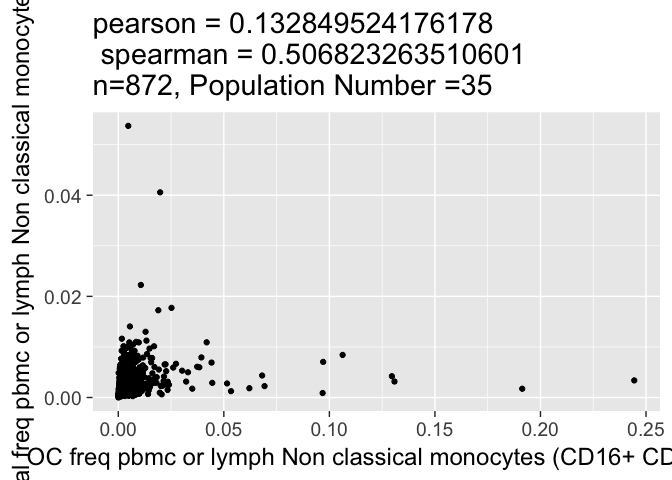 pearson = 0.132849524176178
spearman = 0.506823263510601
n=872, Population Number =35
al freq pbmc or lymph Non classical monocyte
0.04
0.02
0.00
0.00 0.05 0.10 0.15 0.20 0.25
OC freq pbmc or lymph Non classical monocytes (CD16+ CD